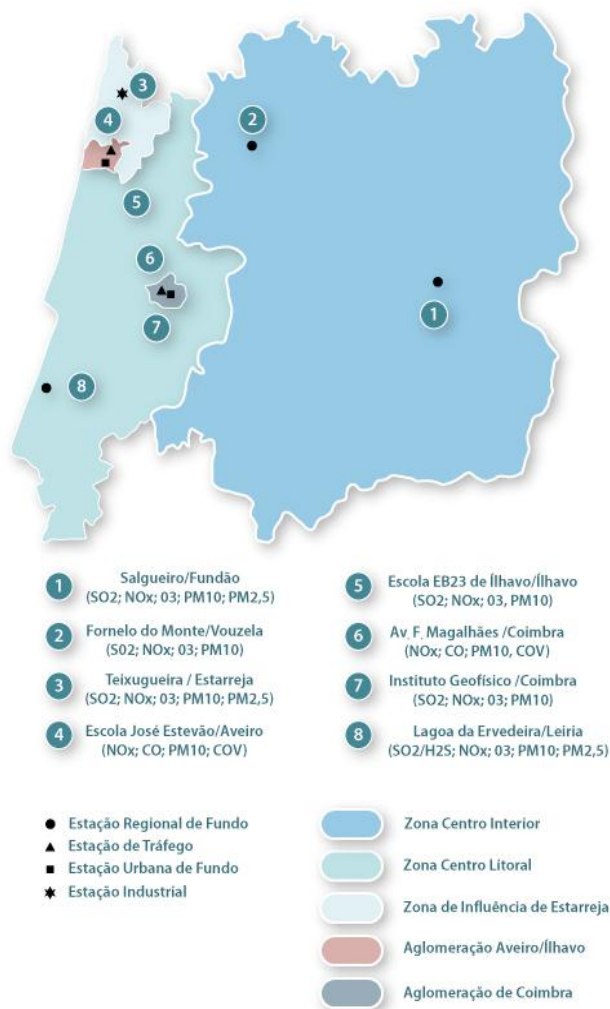 3
4
2
5
6
1
7
8
1
Salgueiro/Fundão
(SO2; NOx; 03; PM10; PM2,5)
2
Fornelo do Monte/Vouzela
(S02; NOx; 03; PM10)
3
Teixugueira / Estarreja
(SO2; NOx; 03; PM10; PM2,5)
4
Escola José Estevão/Aveiro
(NOx; CO; PM10; COV)
5
Escola EB23 de Ílhavo/Ílhavo
(SO2; NOx; 03, PM10)
6
Av, F, Magalhães /Coimbra
(NOx; CO; PM10, COV)
7
Instituto Geofísico /Coimbra
(SO2; NOx; 03; PM10)
8
Lagoa da Ervedeira/Leiria
(SO2/H2S; NOx; 03; PM10; PM2,5)
Estação Regional de Fundo
Estação de Tráfego
Estação Urbana de Fundo
Estação Industrial
Zona Centro Interior
Zona Centro Litoral
Zona de Influência de Estarreja
Aglomeração Aveiro/Ílhavo
Aglomeração de Coimbra